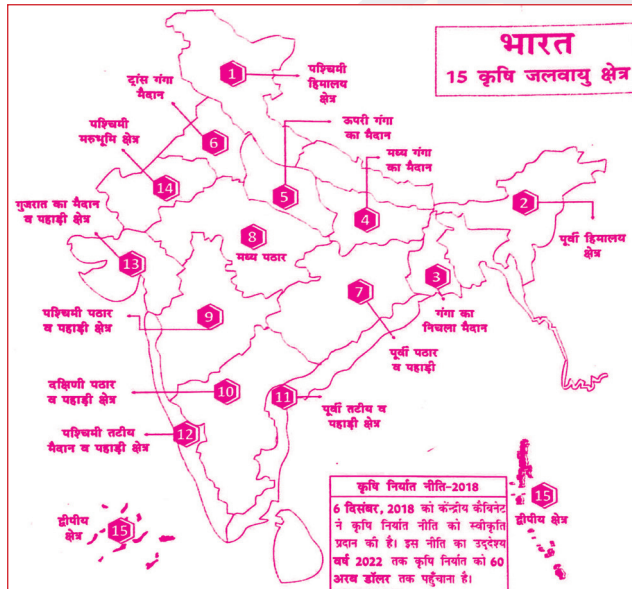 भारत
15 कृषि जलवायु क्षेत्र
1
पश्चिमी
हिमालय
क्षेत्र
ट्रांस गंगा
मैदान
6
ऊपरी गंगा
का मैदान
5
मध्य गंगा
का मैदान
4
पश्चिमी
मरुभूमि क्षेत्र
14
2
पूर्वी हिमालय
क्षेत्र
गुजरात का मैदान
व पहाड़ी क्षेत्र
13
8
मध्य पठार
3
गंगा का
निचला मैदान
7
पूर्वी पठार
व पहाड़ी
पश्चिमी पठार
व पहाड़ी क्षेत्र
9
दक्षिणी पठार
व पहाड़ी क्षेत्र
10
11
पूर्वी तटीय व
पहाड़ी क्षेत्र
पश्चिमी तटीय
मैदान व पहाड़ी क्षेत्र
12
द्वीपीय
क्षेत्र
15
15
द्वीपीय क्षेत्र
कृषि निर्यात नीति-2018
6 दिसंबर, 2018 को केन्द्रीय कैबिनेट
ने कृषि निर्यात नीति को स्वीकृति
प्रदान की है। इस नीति का उद्देश्य
वर्ष 2022 तक कृषि निर्यात को 60
अरब डॉलर तक पहुँचाना है।